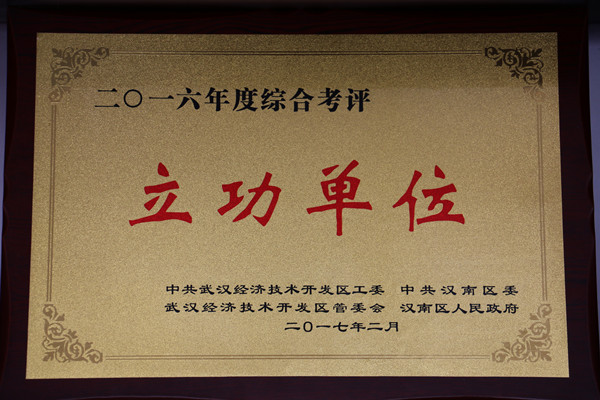 二〇一六年度综合考评
立功单位
中共武汉经济技术开发区工委 中共汉南区委
武汉经济技术开发区管委会 汉南区人民政府
二〇一七年二月